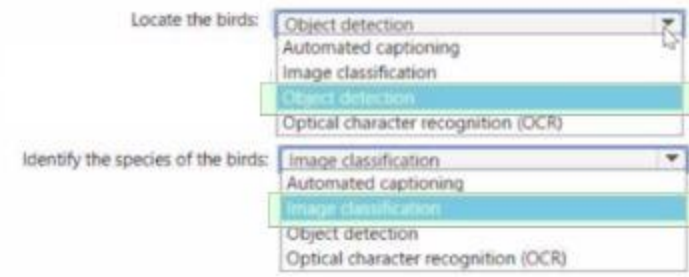 Locate the birds: Object detection
Automated captioning
Image classification
Object detection
Optical character recognition (OCR)
Identify the species of the birds: Image classification
Automated captioning
Image classification
Object detection
Optical character recognition (OCR)